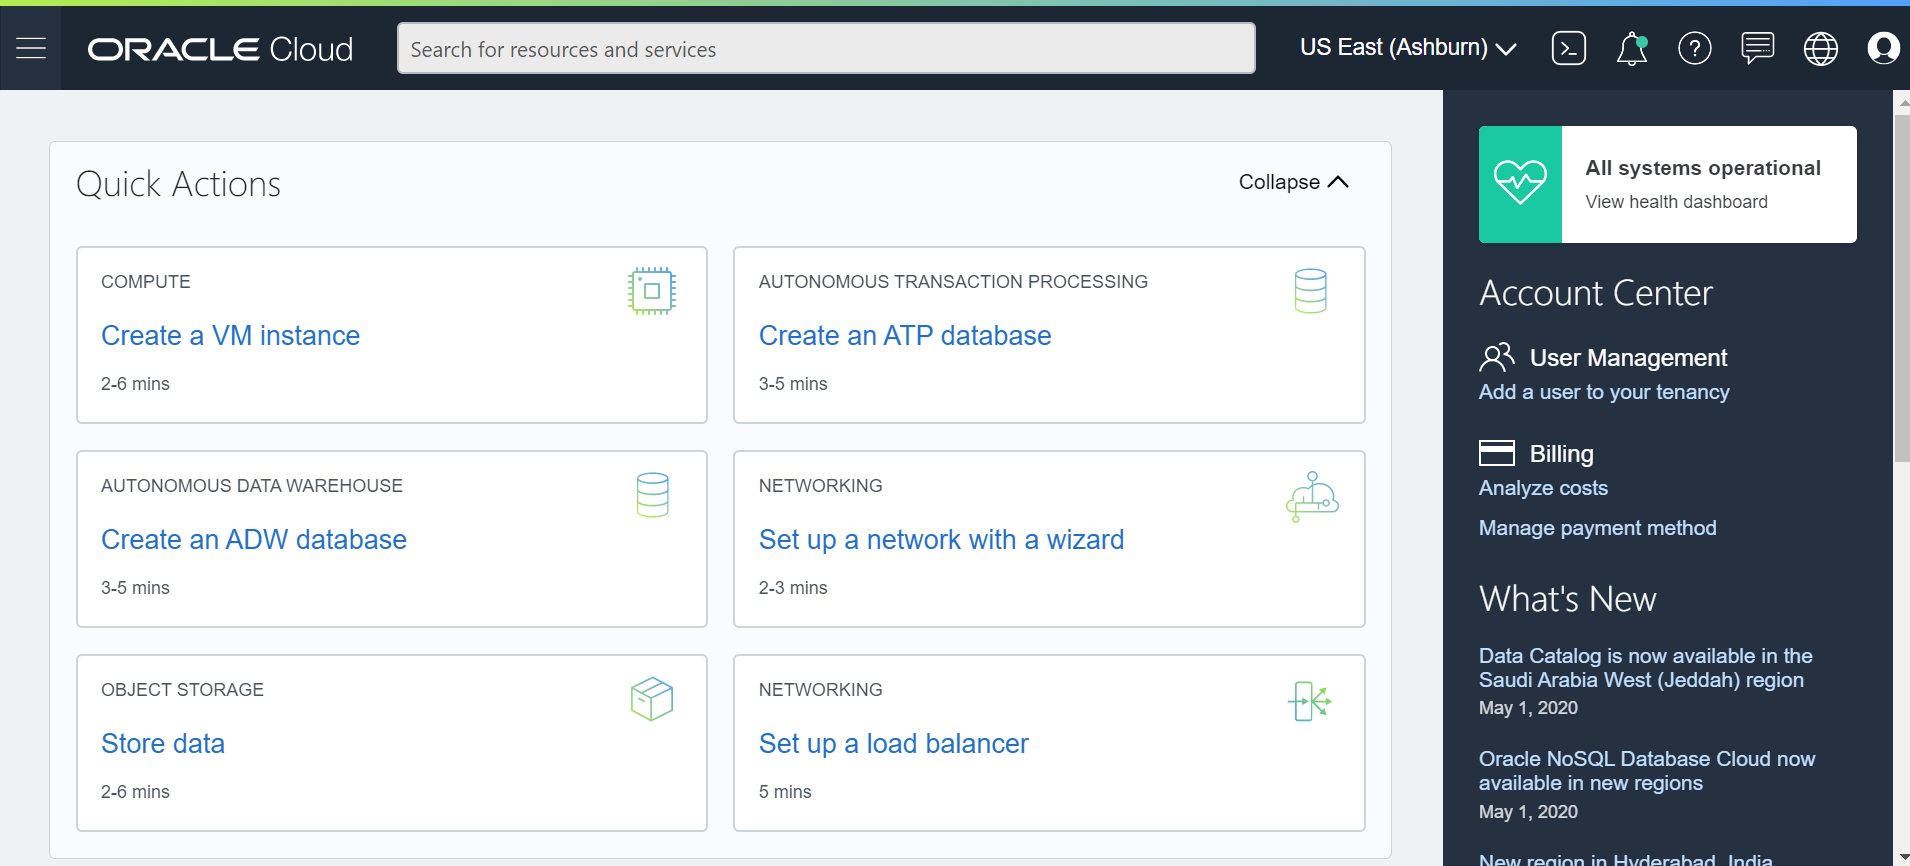 ORACLE Cloud
Search for resources and services
US East (Ashburn)
Quick Actions
Collapse
COMPUTE
Create a VM instance
2-6 mins
AUTONOMOUS TRANSACTION PROCESSING
Create an ATP database
3-5 mins
AUTONOMOUS DATA WAREHOUSE
Create an ADW database
3-5 mins
NETWORKING
Set up a network with a wizard
2-3 mins
OBJECT STORAGE
Store data
2-6 mins
NETWORKING
Set up a load balancer
5 mins
All systems operational
View health dashboard
Account Center
User Management
Add a user to your tenancy
Billing
Analyze costs
Manage payment method
What's New
Data Catalog is now available in the
Saudi Arabia West (Jeddah) region
May 1, 2020
Oracle NoSQL Database Cloud now
available in new regions
May 1, 2020
New region in Hyderabad, India